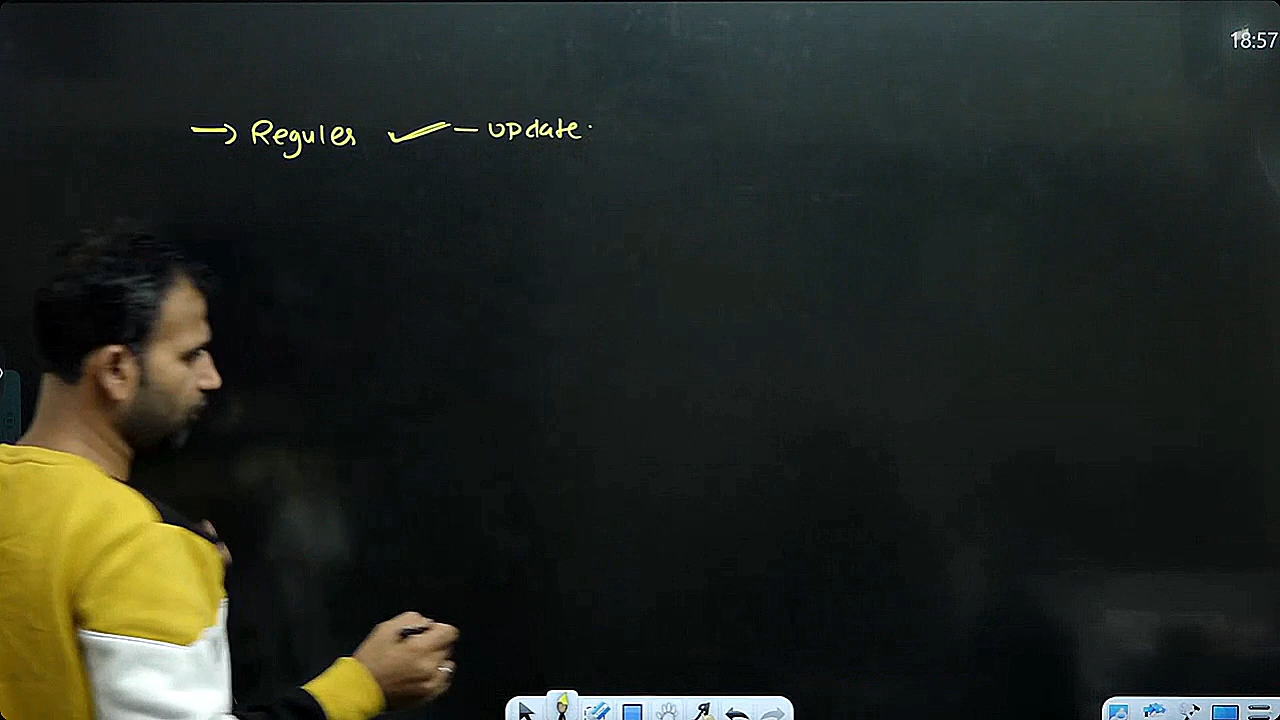 18:57
→ Reguler ✓ – update.